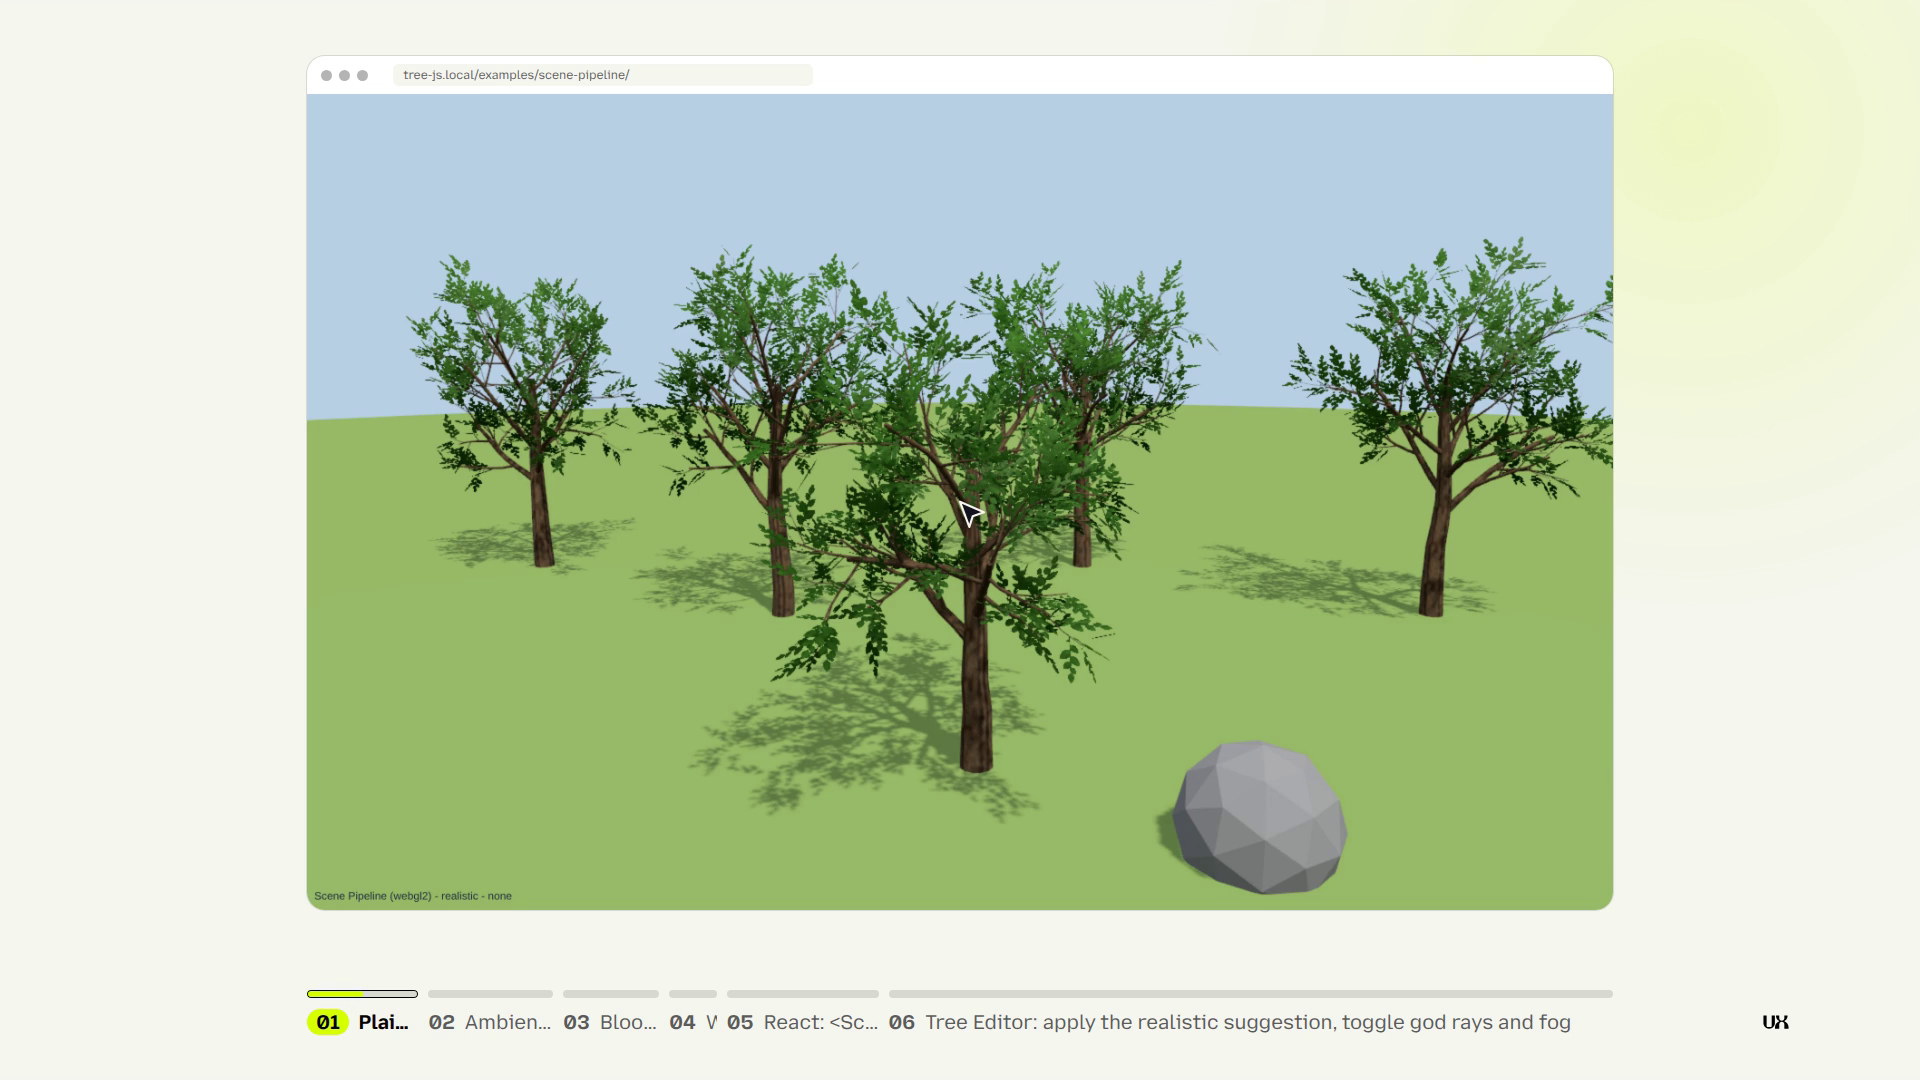 tree-js.local/examples/scene-pipeline/
Scene Pipeline (webgl2) - realistic - none
01 Plai...
02 Ambien...
03 Bloo...
04
05 React: <Sc...
06 Tree Editor: apply the realistic suggestion, toggle god rays and fog
UX